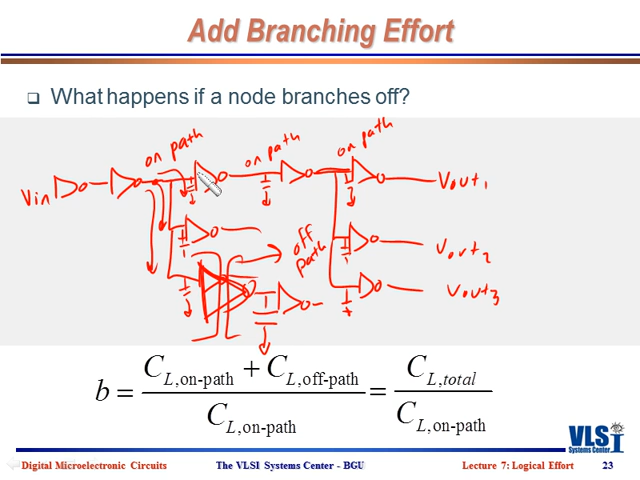 Add Branching Effort
What happens if a node branches off?
on path
on path
on path
Vin
Vout1
off path
Vout2
Vout3
b = (C_L,on-path + C_L,off-path) / C_L,on-path = C_L,total / C_L,on-path
VLSI
Systems Center
Digital Microelectronic Circuits The VLSI Systems Center - BGU Lecture 7: Logical Effort 23